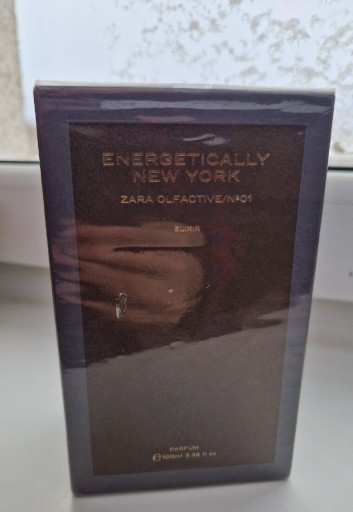 ENERGETICALLY
NEW YORK
ZARA OLFACTIVE/Nº01
ELIXIR
PARFUM
℮100ml 3.38 fl oz